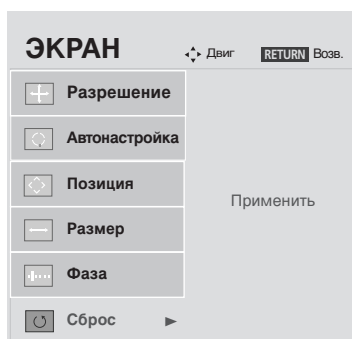 ЭКРАН Двиг RETURN Возв.
Разрешение
Автонастройка
Позиция
Применить
Размер
Фаза
Сброс